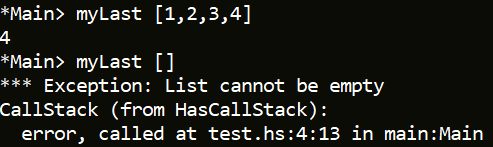 *Main> myLast [1,2,3,4]
4
*Main> myLast []
*** Exception: List cannot be empty
CallStack (from HasCallStack):
  error, called at test.hs:4:13 in main:Main